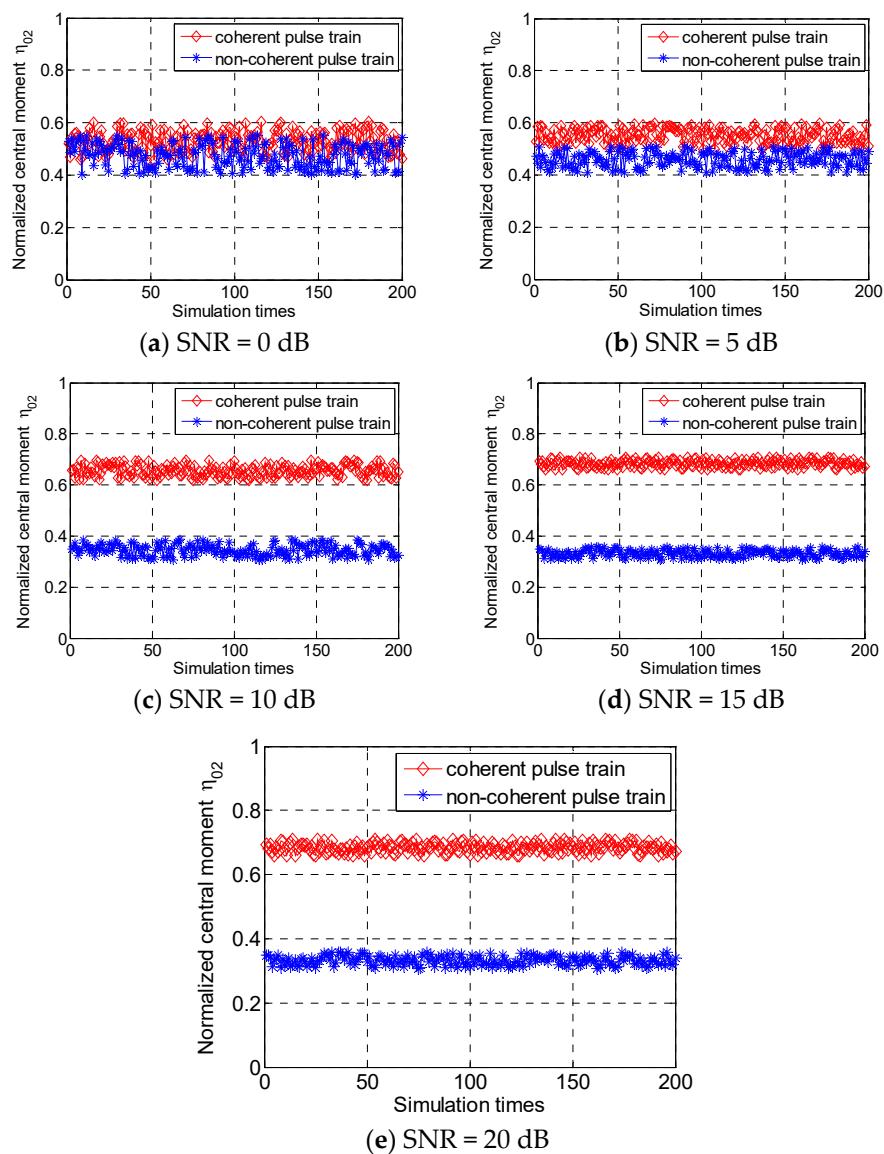 coherent pulse train
non-coherent pulse train
Normalized central moment η02
1
0.8
0.6
0.4
0.2
0
0 50 100 150 200
Simulation times
(a) SNR = 0 dB
coherent pulse train
non-coherent pulse train
Normalized central moment η02
1
0.8
0.6
0.4
0.2
0
0 50 100 150 200
Simulation times
(b) SNR = 5 dB
coherent pulse train
non-coherent pulse train
Normalized central moment η02
1
0.8
0.6
0.4
0.2
0
0 50 100 150 200
Simulation times
(c) SNR = 10 dB
coherent pulse train
non-coherent pulse train
Normalized central moment η02
1
0.8
0.6
0.4
0.2
0
0 50 100 150 200
Simulation times
(d) SNR = 15 dB
coherent pulse train
non-coherent pulse train
Normalized central moment η02
1
0.8
0.6
0.4
0.2
0
0 50 100 150 200
Simulation times
(e) SNR = 20 dB